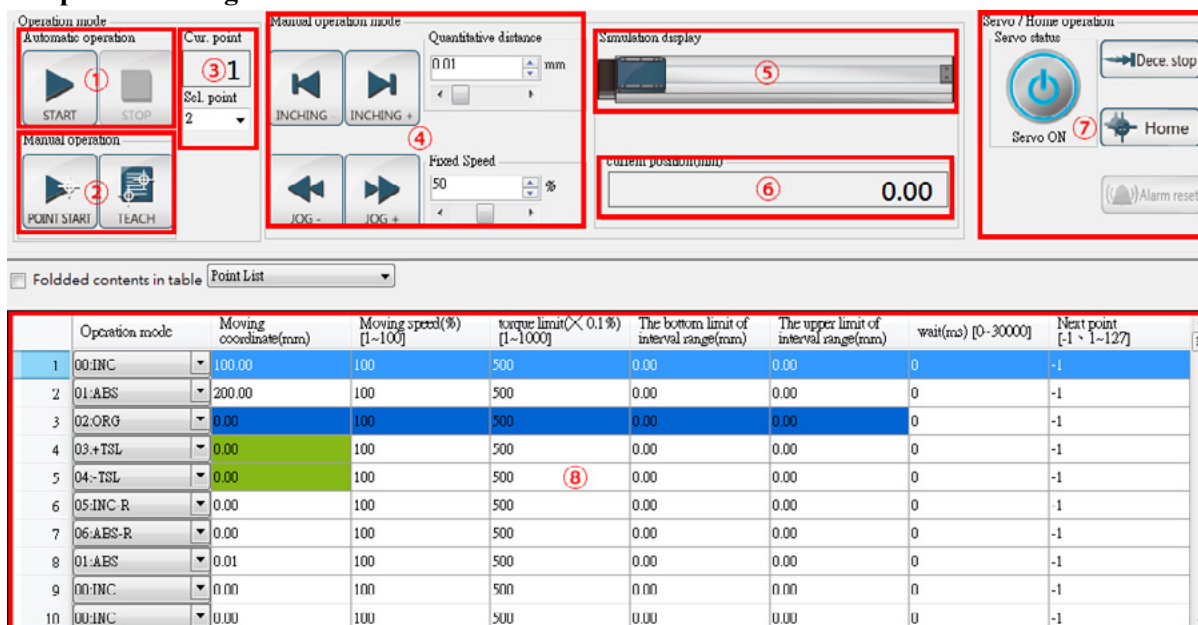 Operation mode
Automatic operation
START
STOP
①
Cur. point
1
③
Sel. point
2
Manual operation
POINT START
TEACH
②
Manual operation mode
INCHING -
INCHING +
Quantitative distance
0.01 mm
④
JOG -
JOG +
Fixed Speed
50 %
Simulation display
⑤
current position(mm)
⑥
0.00
Servo / Home operation
Servo status
Servo ON
⑦
Dece. stop
Home
Alarm reset
Foldded contents in table Point List
Operation mode Moving coordinate(mm) Moving speed(%) [1~100] torque limit(× 0.1%) [1~1000] The bottom limit of interval range(mm) The upper limit of interval range(mm) wait(ms) [0~30000] Next point [-1、1~127]
1 00:INC 100.00 100 500 0.00 0.00 0 -1
2 01:ABS 200.00 100 500 0.00 0.00 0 -1
3 02:ORG 0.00 100 500 0.00 0.00 0 -1
4 03:+TSL 0.00 100 500 0.00 0.00 0 -1
5 04:-TSL 0.00 100 500 ⑧ 0.00 0.00 0 -1
6 05:INC-R 0.00 100 500 0.00 0.00 0 -1
7 06:ABS-R 0.00 100 500 0.00 0.00 0 -1
8 01:ABS 0.01 100 500 0.00 0.00 0 -1
9 00:INC 0.00 100 500 0.00 0.00 0 -1
10 00:INC 0.00 100 500 0.00 0.00 0 -1